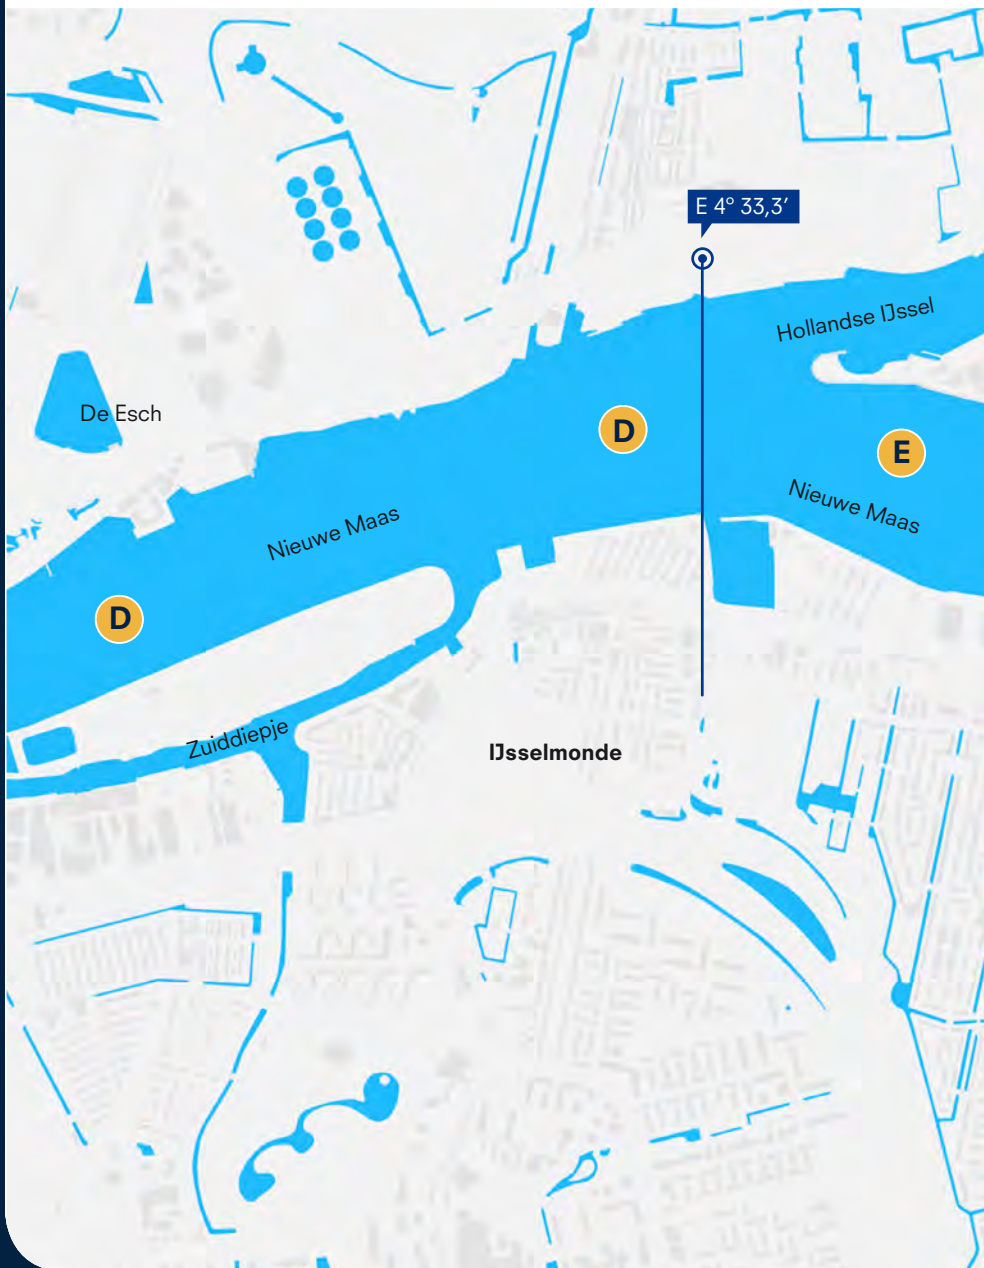 E 4° 33,3′
Hollandse IJssel
De Esch
D
E
Nieuwe Maas
Nieuwe Maas
D
Zuiddiepje
IJsselmonde